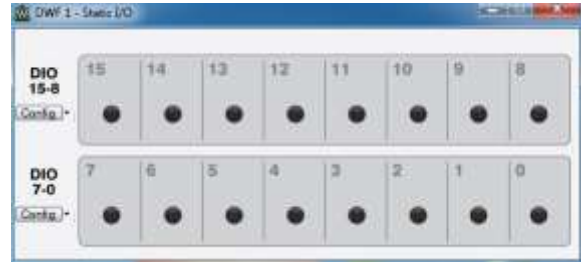 DWF 1 - Static I/O
DIO 15-8
Config
15 14 13 12 11 10 9 8
DIO 7-0
Config
7 6 5 4 3 2 1 0